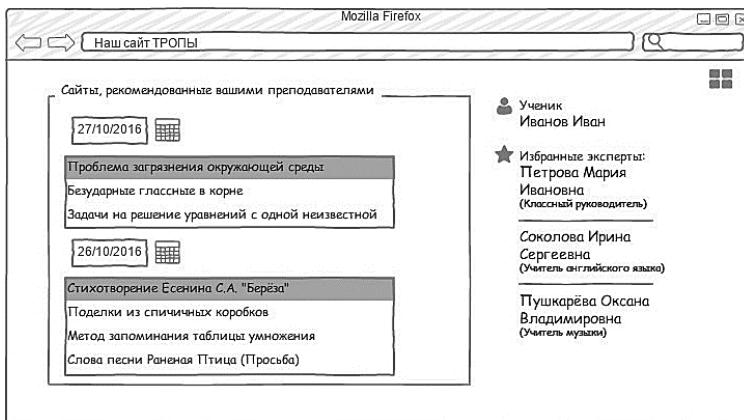 Mozilla Firefox
Наш сайт ТРОПЫ
Сайты, рекомендованные вашими преподавателями
27/10/2016
Проблема загрязнения окружающей среды
Безударные глассные в корне
Задачи на решение уравнений с одной неизвестной
26/10/2016
Стихотворение Есенина С.А. "Берёза"
Поделки из спичичных коробков
Метод запоминания таблицы умножения
Слова песни Раненая Птица (Просьба)
Ученик
Иванов Иван
Избранные эксперты:
Петрова Мария
Ивановна
(Классный руководитель)
Соколова Ирина
Сергеевна
(Учитель английского языка)
Пушкарёва Оксана
Владимировна
(Учитель музыки)